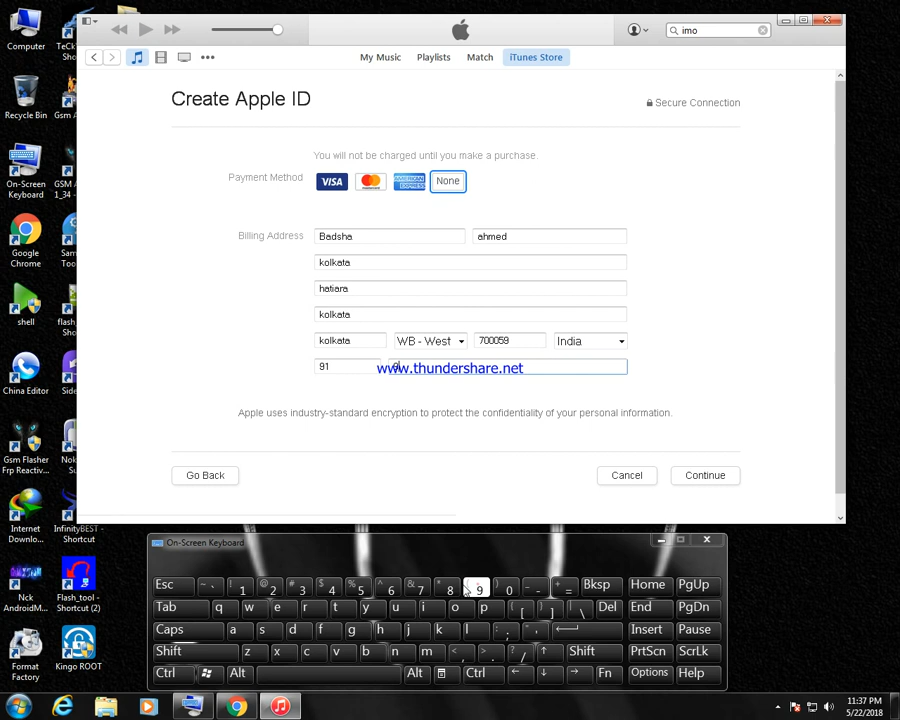 imo
My Music Playlists Match iTunes Store
Create Apple ID
Secure Connection
You will not be charged until you make a purchase.
Payment Method VISA AMERICAN EXPRESS None
Billing Address Badsha ahmed
kolkata
hatiara
kolkata
kolkata WB - West 700059 India
91
www.thundershare.net
Apple uses industry-standard encryption to protect the confidentiality of your personal information.
Go Back Cancel Continue
Computer
Recycle Bin
On-Screen Keyboard
Google Chrome
shell
China Editor
Gsm Flasher Frp Reactiv...
Internet Downlo...
Nck AndroidM...
Format Factory
InfinityBEST - Shortcut
Flash_tool - Shortcut (2)
Kingo ROOT
On-Screen Keyboard
Esc ~ ` ! 1 @ 2 # 3 $ 4 % 5 ^ 6 & 7 * 8 9 ) 0 _ - + = Bksp Home PgUp
Tab q w e r t y u i o p { [ } ] | \ Del End PgDn
Caps a s d f g h j k l : ; " ' Insert Pause
Shift z x c v b n m < , > . ? / ↑ Shift PrtScn ScrLk
Ctrl Alt Alt Ctrl ← ↓ → Fn Options Help
11:37 PM
5/22/2018